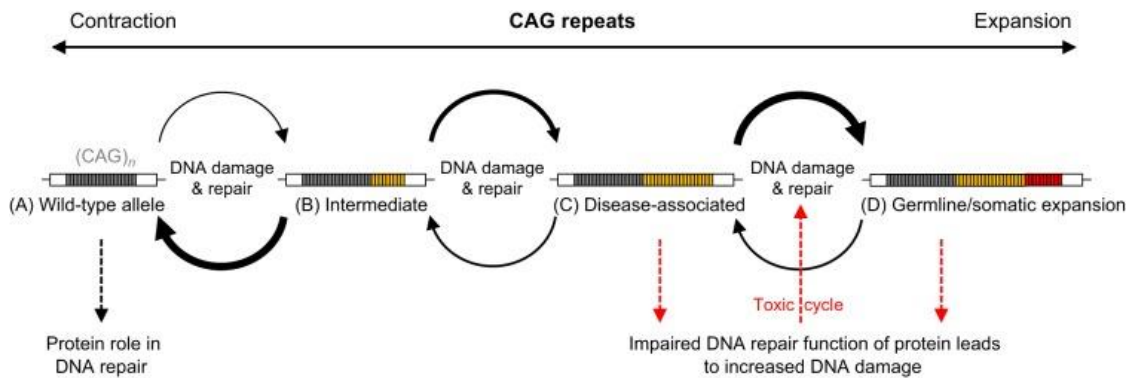 Contraction CAG repeats Expansion
(CAG)n
DNA damage
& repair
DNA damage
& repair
DNA damage
& repair
(A) Wild-type allele
(B) Intermediate
(C) Disease-associated
(D) Germline/somatic expansion
Toxic cycle
Protein role in
DNA repair
Impaired DNA repair function of protein leads
to increased DNA damage